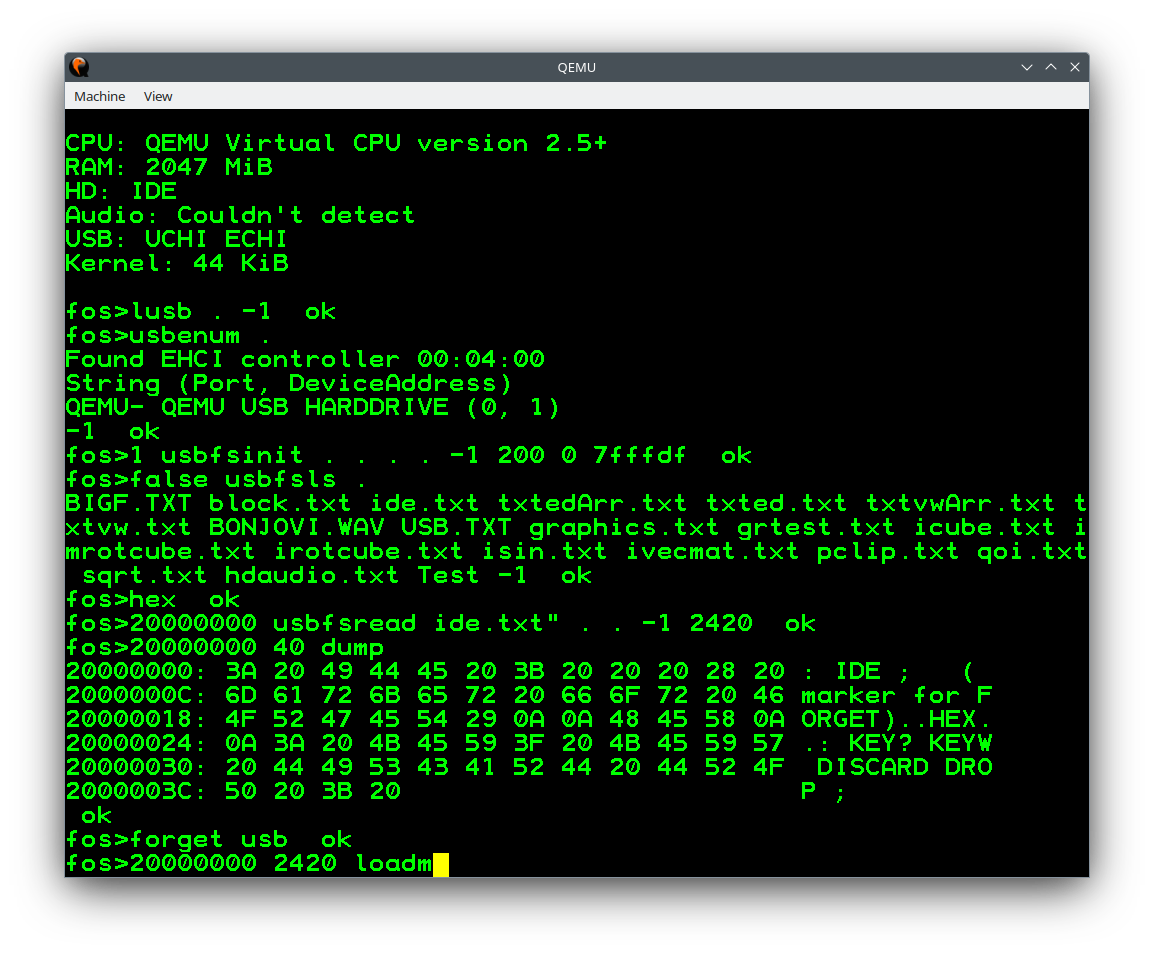 QEMU
Machine View
CPU: QEMU Virtual CPU version 2.5+
RAM: 2047 MiB
HD: IDE
Audio: Couldn't detect
USB: UCHI ECHI
Kernel: 44 KiB
fos>lusb . -1  ok
fos>usbenum .
Found EHCI controller 00:04:00
String (Port, DeviceAddress)
QEMU- QEMU USB HARDDRIVE (0, 1)
-1  ok
fos>1 usbfsinit . . . . -1 200 0 7fffdf  ok
fos>false usbfsls .
BIGF.TXT block.txt ide.txt txtedArr.txt txted.txt txtvwArr.txt t
xtvw.txt BONJOVI.WAV USB.TXT graphics.txt grtest.txt icube.txt i
mrotcube.txt irotcube.txt isin.txt ivecmat.txt pclip.txt qoi.txt
 sqrt.txt hdaudio.txt Test -1  ok
fos>hex  ok
fos>20000000 usbfsread ide.txt" . . -1 2420  ok
fos>20000000 40 dump
20000000: 3A 20 49 44 45 20 3B 20 20 20 28 20 : IDE ;   (
2000000C: 6D 61 72 6B 65 72 20 66 6F 72 20 46 marker for F
20000018: 4F 52 47 45 54 29 0A 0A 48 45 58 0A ORGET)..HEX.
20000024: 0A 3A 20 4B 45 59 3F 20 4B 45 59 57 .: KEY? KEYW
20000030: 20 44 49 53 43 41 52 44 20 44 52 4F  DISCARD DRO
2000003C: 50 20 3B 20                         P ;
 ok
fos>forget usb  ok
fos>20000000 2420 loadm